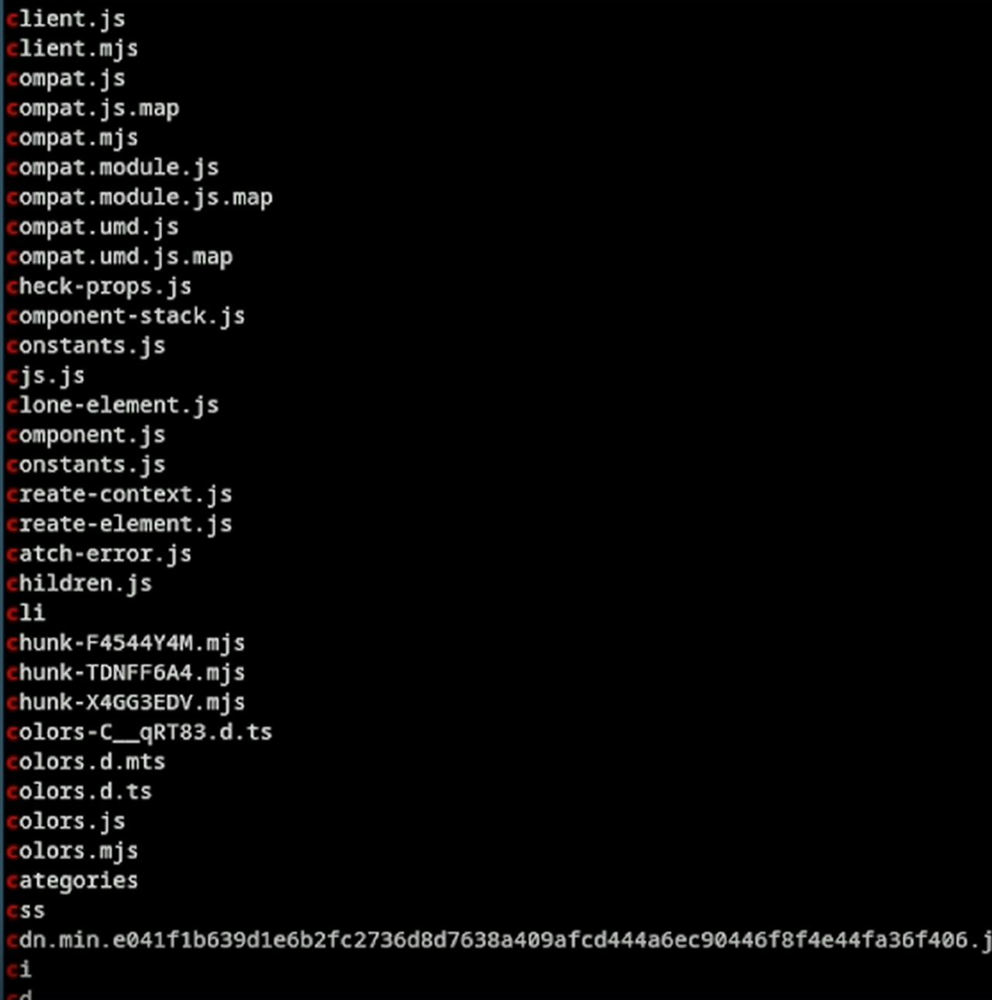 client.js
client.mjs
compat.js
compat.js.map
compat.mjs
compat.module.js
compat.module.js.map
compat.umd.js
compat.umd.js.map
check-props.js
component-stack.js
constants.js
cjs.js
clone-element.js
component.js
constants.js
create-context.js
create-element.js
catch-error.js
children.js
cli
chunk-F4544Y4M.mjs
chunk-TDNFF6A4.mjs
chunk-X4GG3EDV.mjs
colors-C__qRT83.d.ts
colors.d.mts
colors.d.ts
colors.js
colors.mjs
categories
css
cdn.min.e041f1b639d1e6b2fc2736d8d7638a409afcd444a6ec90446f8f4e44fa36f406.j
ci
cd